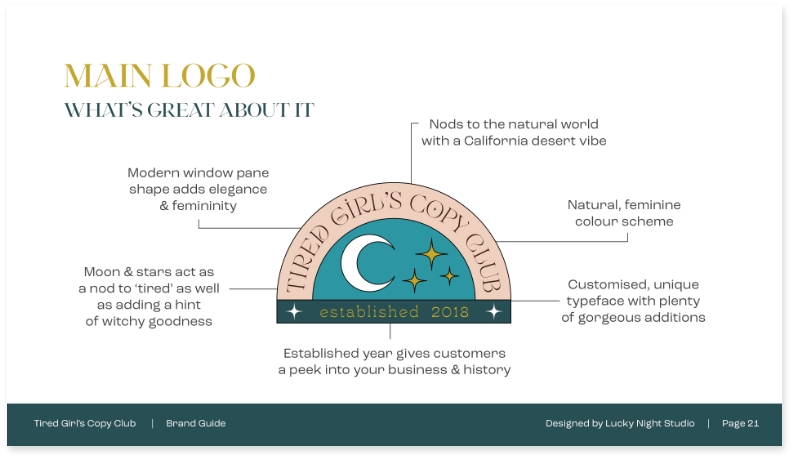 MAIN LOGO
WHAT'S GREAT ABOUT IT
Nods to the natural world
with a California desert vibe
Modern window pane
shape adds elegance
& femininity
Natural, feminine
colour scheme
TIRED GIRL'S COPY CLUB
Moon & stars act as
a nod to ‘tired’ as well
as adding a hint
of witchy goodness
Customised, unique
typeface with plenty
of gorgeous additions
established 2018
Established year gives customers
a peek into your business & history
Tired Girl's Copy Club | Brand Guide
Designed by Lucky Night Studio | Page 21